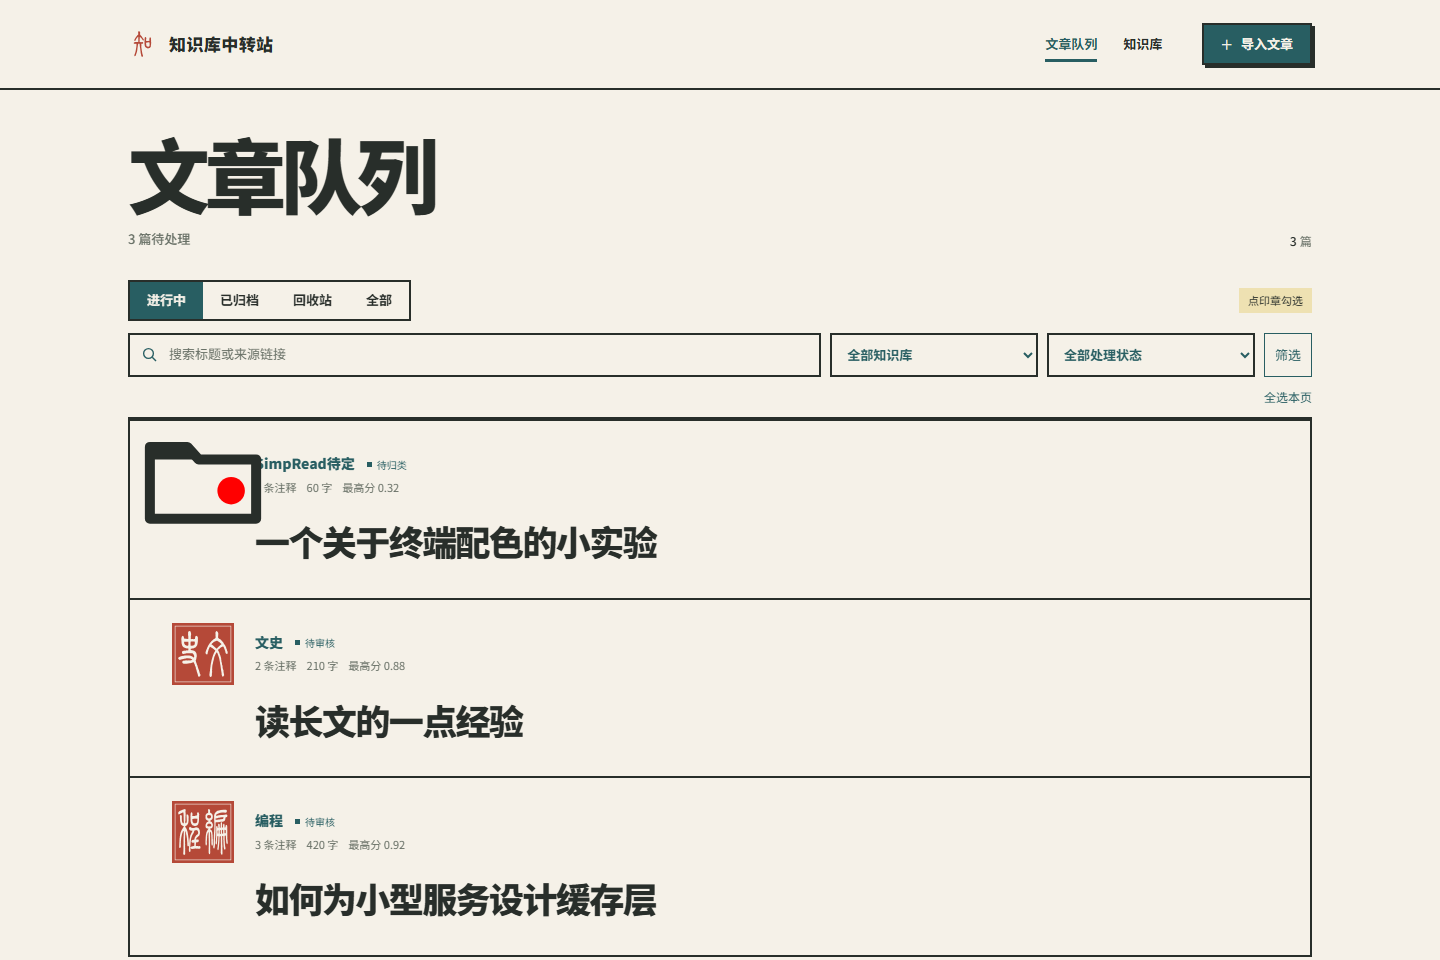 知
知识库中转站
文章队列
知识库
+ 导入文章
文章队列
3 篇待处理
3 篇
进行中
已归档
回收站
全部
点印章勾选
搜索标题或来源链接
全部知识库
全部处理状态
筛选
全选本页
SimpRead待定
待归类
条注释 60 字 最高分 0.32
一个关于终端配色的小实验
文史
文史
待审核
2 条注释 210 字 最高分 0.88
读长文的一点经验
编程
编程
待审核
3 条注释 420 字 最高分 0.92
如何为小型服务设计缓存层